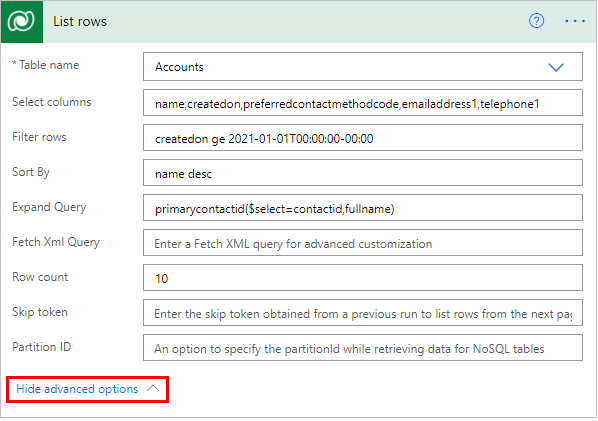 List rows
* Table name
Accounts
Select columns
name,createdon,preferredcontactmethodcode,emailaddress1,telephone1
Filter rows
createdon ge 2021-01-01T00:00:00-00:00
Sort By
name desc
Expand Query
primarycontactid($select=contactid,fullname)
Fetch Xml Query
Enter a Fetch XML query for advanced customization
Row count
10
Skip token
Enter the skip token obtained from a previous run to list rows from the next pag
Partition ID
An option to specify the partitionId while retrieving data for NoSQL tables
Hide advanced options